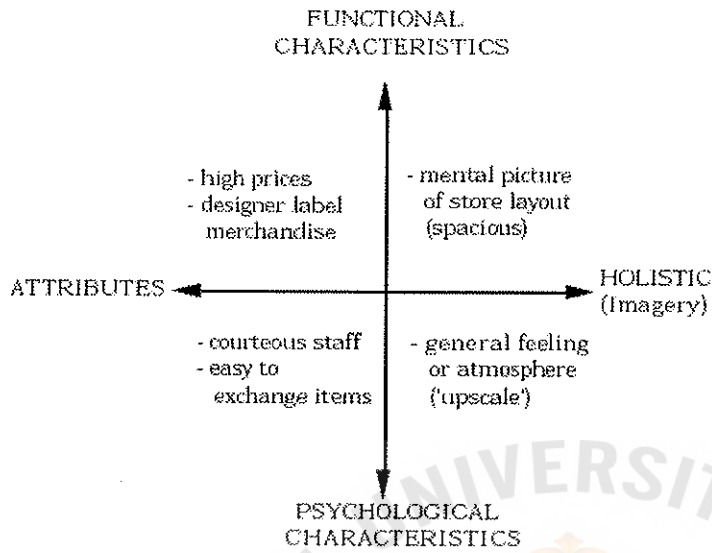 FUNCTIONAL
CHARACTERISTICS
- high prices
- designer label
merchandise
- mental picture
of store layout
(spacious)
ATTRIBUTES
HOLISTIC
(Imagery)
- courteous staff
- easy to
exchange items
- general feeling
or atmosphere
('upscale')
PSYCHOLOGICAL
CHARACTERISTICS